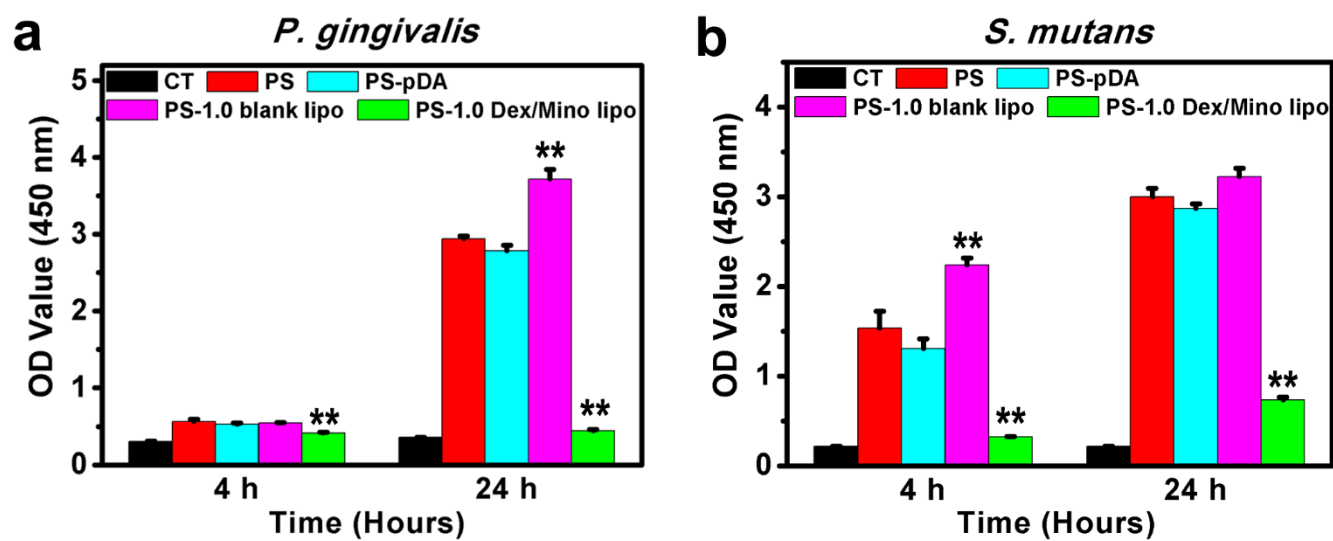 a
P. gingivalis
OD Value (450 nm)
5
4
3
2
1
0
CT PS PS-pDA
PS-1.0 blank lipo PS-1.0 Dex/Mino lipo
**
**
**
4 h 24 h
Time (Hours)
b
S. mutans
OD Value (450 nm)
4
3
2
1
0
CT PS PS-pDA
PS-1.0 blank lipo PS-1.0 Dex/Mino lipo
**
**
**
4 h 24 h
Time (Hours)